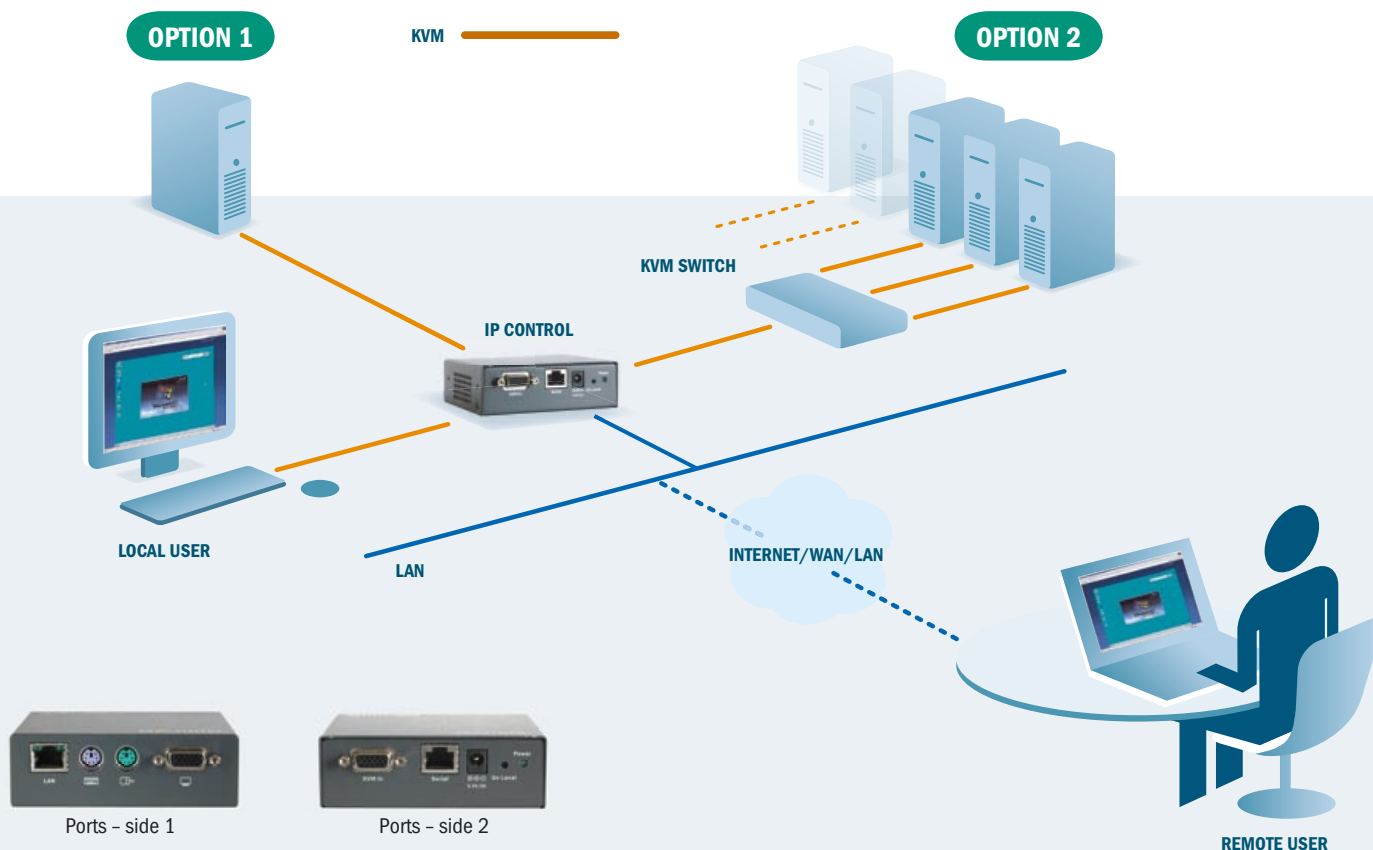 OPTION 1
KVM
OPTION 2
KVM SWITCH
IP CONTROL
LOCAL USER
LAN
INTERNET/WAN/LAN
LAN
KVM In
Serial
Power
Ports – side 1
Ports – side 2
REMOTE USER